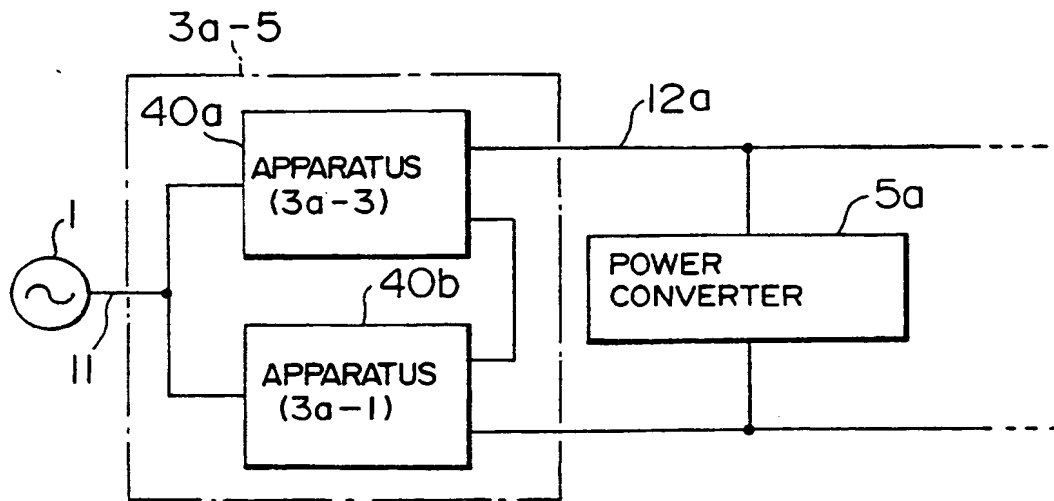 3a-5
40a
12a
APPARATUS
(3a-3)
5a
1
POWER
CONVERTER
40b
11
APPARATUS
(3a-1)